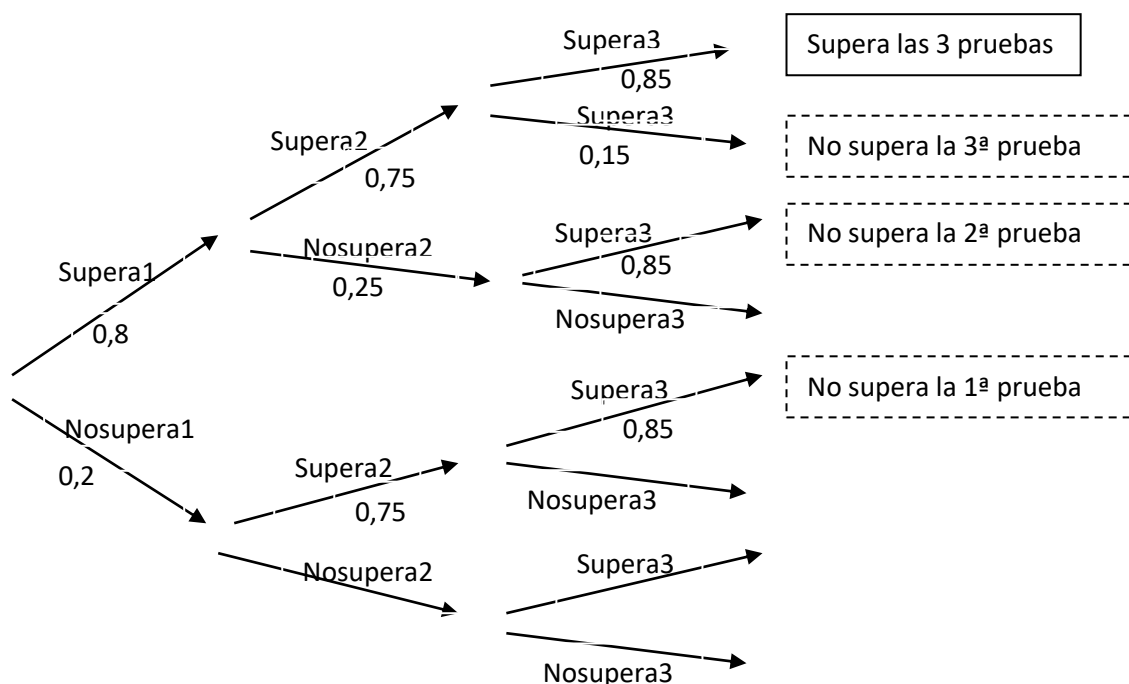 Supera3
0,85
Supera las 3 pruebas
Supera2
0,75
Supera3
0,15
No supera la 3ª prueba
Supera1
0,8
Nosupera2
0,25
Supera3
0,85
No supera la 2ª prueba
Nosupera3
Nosupera1
0,2
Supera2
0,75
Supera3
0,85
No supera la 1ª prueba
Nosupera3
Nosupera2
Supera3
Nosupera3